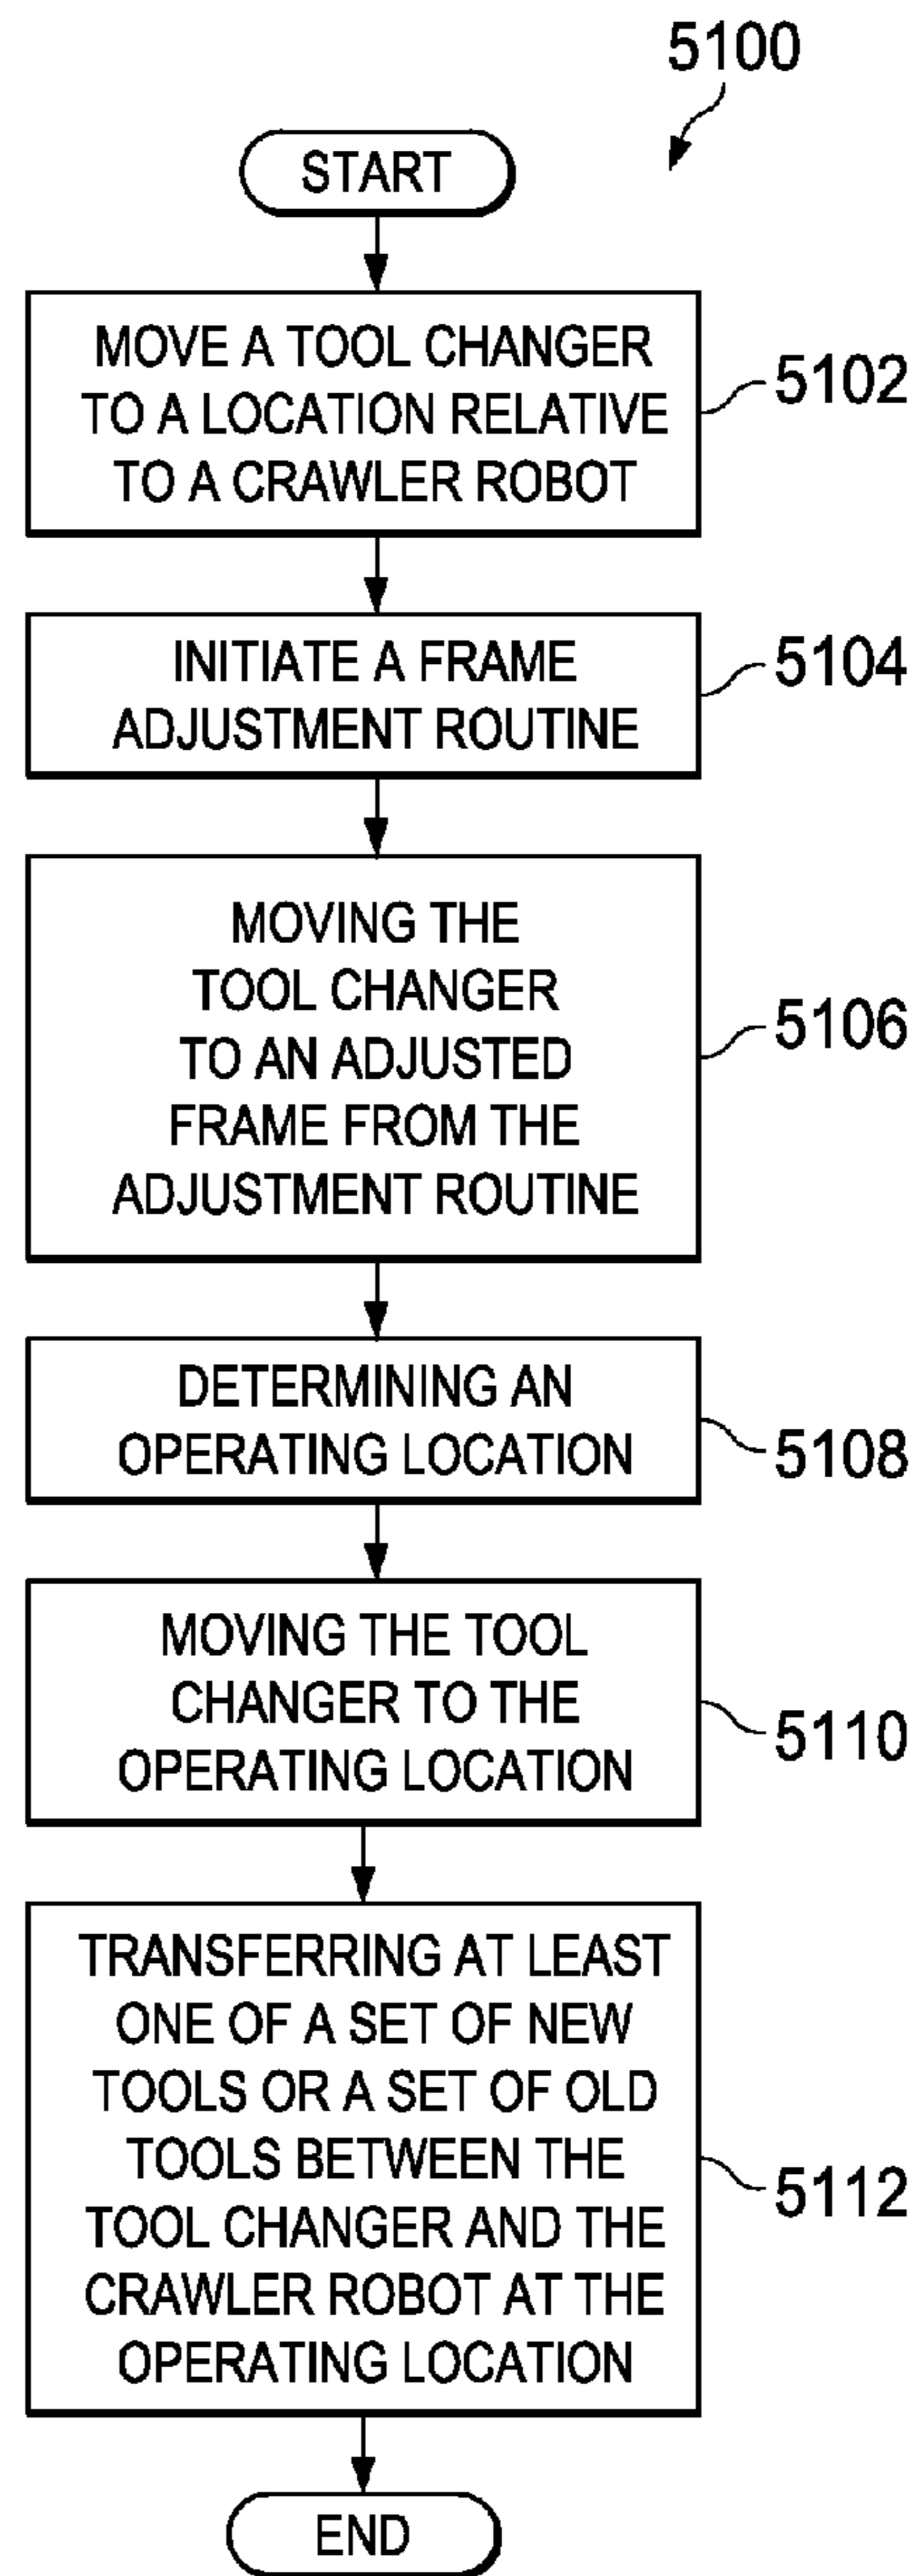 5100
START
MOVE A TOOL CHANGER
TO A LOCATION RELATIVE
TO A CRAWLER ROBOT
5102
INITIATE A FRAME
ADJUSTMENT ROUTINE
5104
MOVING THE
TOOL CHANGER
TO AN ADJUSTED
FRAME FROM THE
ADJUSTMENT ROUTINE
5106
DETERMINING AN
OPERATING LOCATION
5108
MOVING THE TOOL
CHANGER TO THE
OPERATING LOCATION
5110
TRANSFERRING AT LEAST
ONE OF A SET OF NEW
TOOLS OR A SET OF OLD
TOOLS BETWEEN THE
TOOL CHANGER AND THE
CRAWLER ROBOT AT THE
OPERATING LOCATION
5112
END